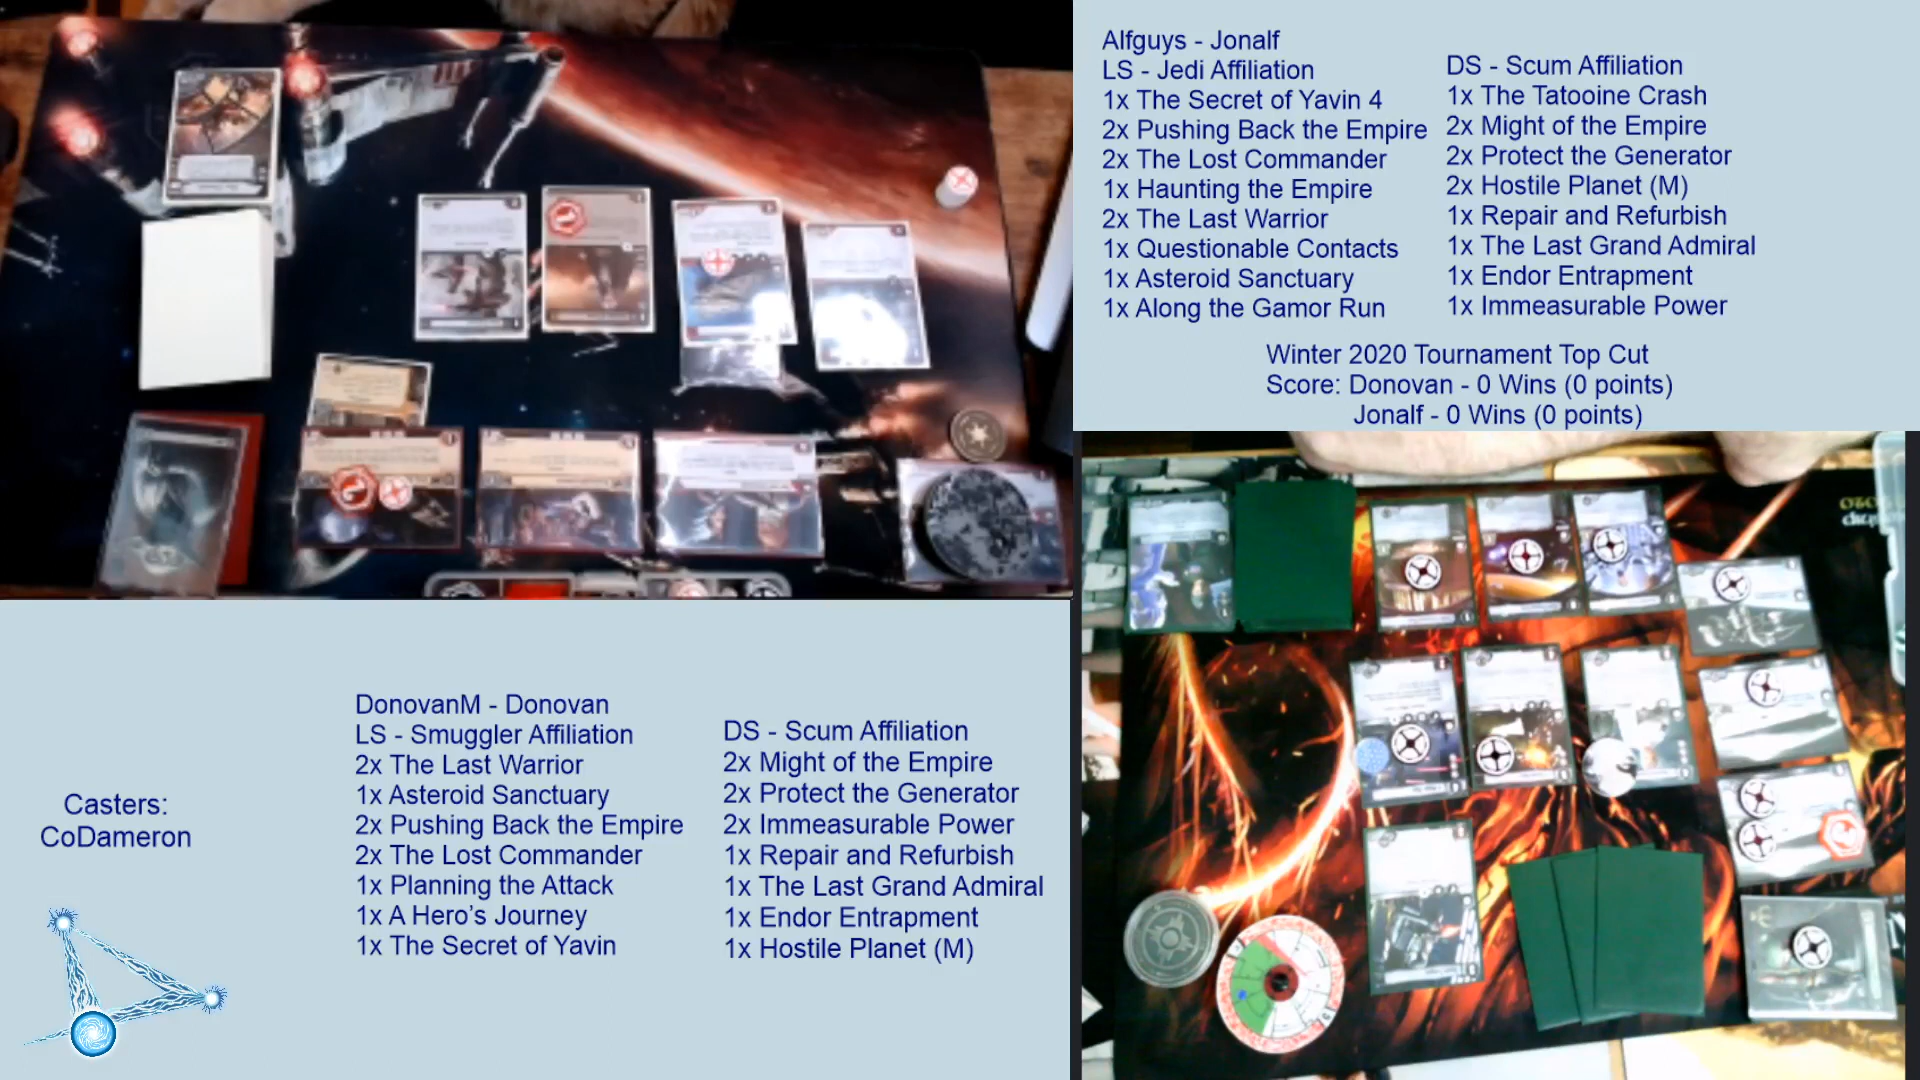 Alfguys - Jonalf
LS - Jedi Affiliation
1x The Secret of Yavin 4
2x Pushing Back the Empire
2x The Lost Commander
1x Haunting the Empire
2x The Last Warrior
1x Questionable Contacts
1x Asteroid Sanctuary
1x Along the Gamor Run
DS - Scum Affiliation
1x The Tatooine Crash
2x Might of the Empire
2x Protect the Generator
2x Hostile Planet (M)
1x Repair and Refurbish
1x The Last Grand Admiral
1x Endor Entrapment
1x Immeasurable Power
Winter 2020 Tournament Top Cut
Score: Donovan - 0 Wins (0 points)
Jonalf - 0 Wins (0 points)
Casters:
CoDameron
DonovanM - Donovan
LS - Smuggler Affiliation
2x The Last Warrior
1x Asteroid Sanctuary
2x Pushing Back the Empire
2x The Lost Commander
1x Planning the Attack
1x A Hero's Journey
1x The Secret of Yavin
DS - Scum Affiliation
2x Might of the Empire
2x Protect the Generator
2x Immeasurable Power
1x Repair and Refurbish
1x The Last Grand Admiral
1x Endor Entrapment
1x Hostile Planet (M)